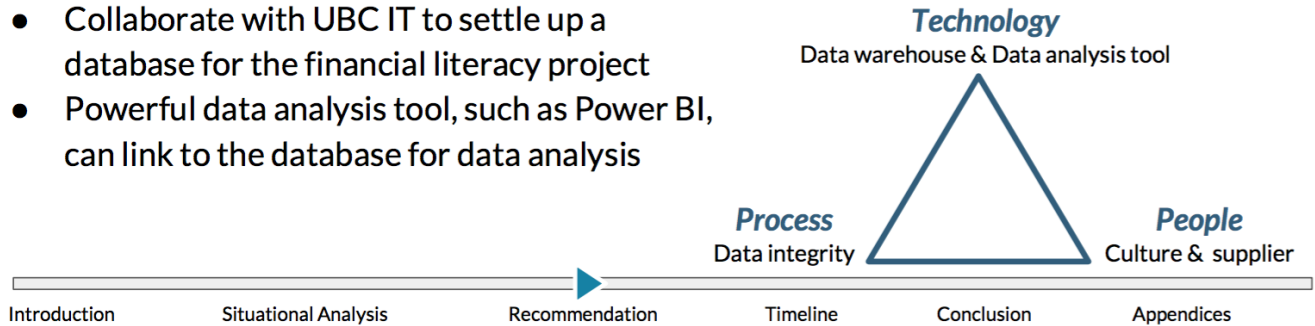 ● Collaborate with UBC IT to settle up a
database for the financial literacy project
● Powerful data analysis tool, such as Power BI,
can link to the database for data analysis
Technology
Data warehouse & Data analysis tool
Process
Data integrity
People
Culture & supplier
Introduction
Situational Analysis
Recommendation
Timeline
Conclusion
Appendices